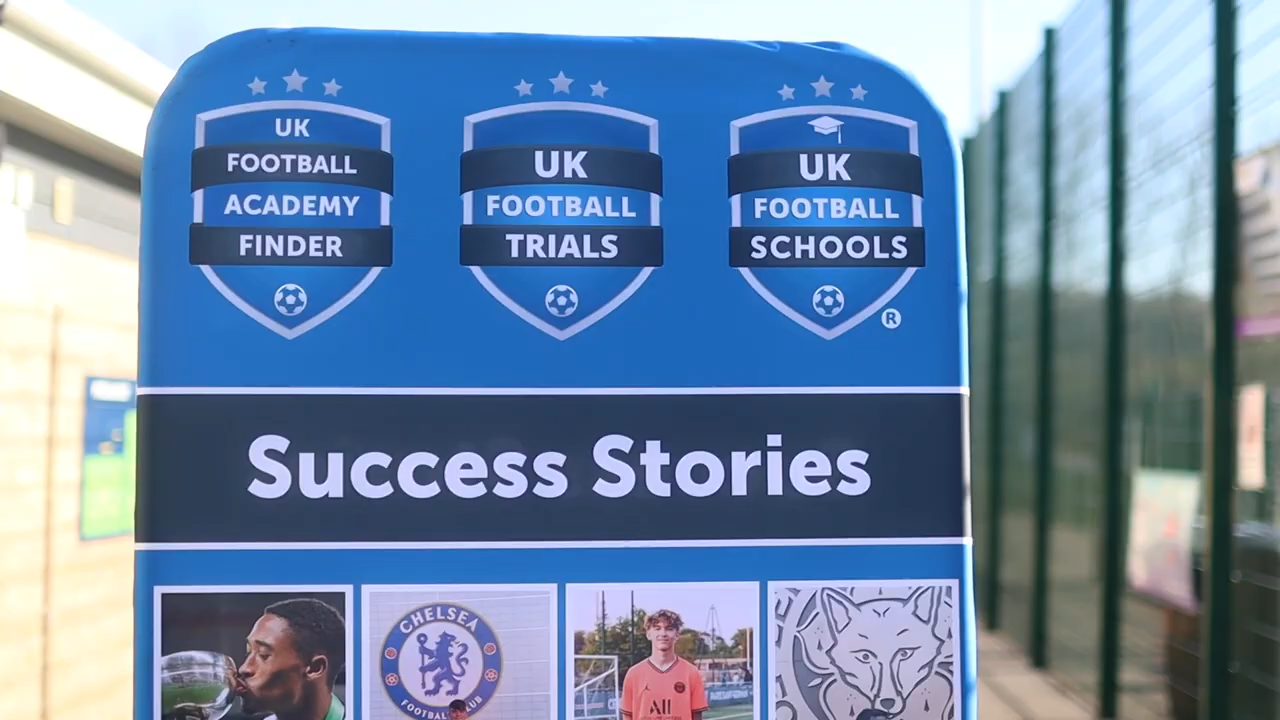 UK
FOOTBALL
ACADEMY
FINDER
UK
FOOTBALL
TRIALS
UK
FOOTBALL
SCHOOLS
®
Success Stories
CHELSEA
FOOTBALL CLUB